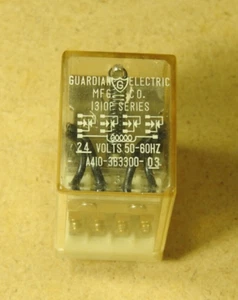 GUARDIAN ELECTRIC
MFG. CO.
1310P SERIES
24 VOLTS 50-60HZ
A410-363300-03